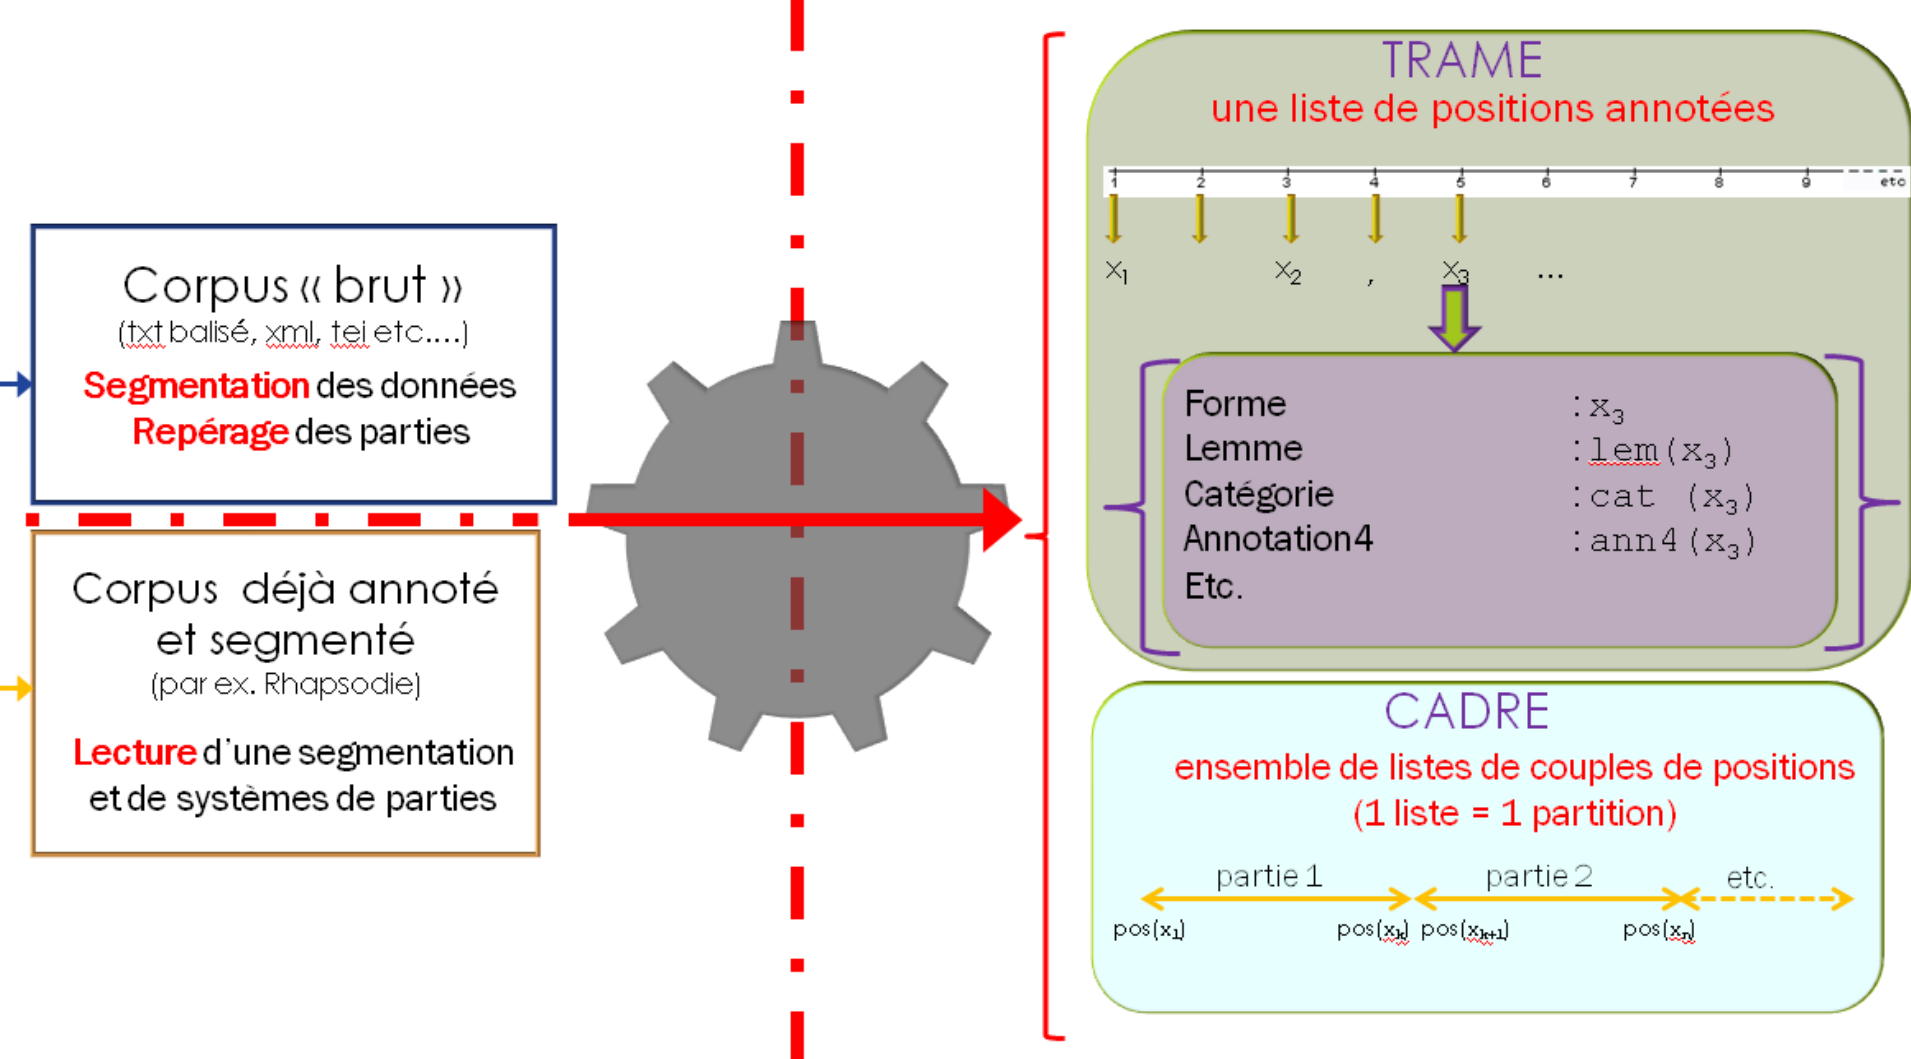 Corpus « brut »
(txt balisé, xml, tei etc.…)
Segmentation des données
Repérage des parties
Corpus déjà annoté
et segmenté
(par ex. Rhapsodie)
Lecture d'une segmentation
et de systèmes de parties
TRAME
une liste de positions annotées
1 2 3 4 5 6 7 8 9 etc
x₁ x₂ , x₃ ...
Forme : x₃
Lemme : lem(x₃)
Catégorie : cat (x₃)
Annotation4 : ann4(x₃)
Etc.
CADRE
ensemble de listes de couples de positions
(1 liste = 1 partition)
partie 1 partie 2 etc.
pos(x₁) pos(xₖ) pos(xₖ₊₁) pos(xₙ)